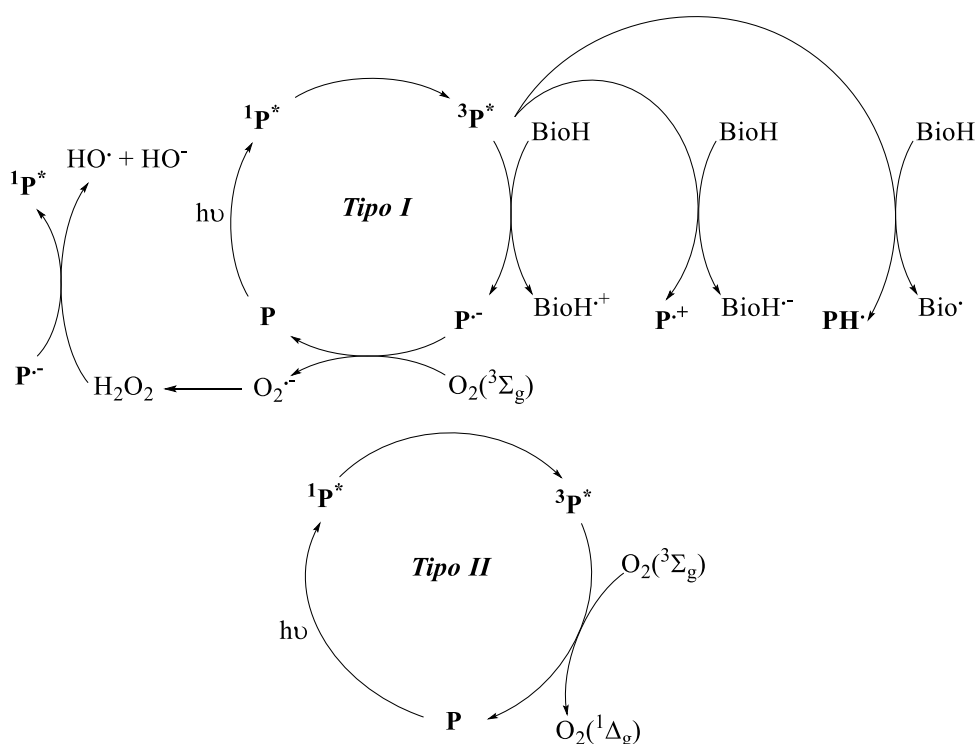 ¹P* ³P* BioH BioH BioH
HO· + HO⁻
¹P*
hυ Tipo I
P P·⁻ BioH·⁺ P·⁺ BioH·⁻ PH· Bio·
P·⁻ H₂O₂ O₂·⁻ O₂(³Σg)
¹P* ³P*
Tipo II O₂(³Σg)
hυ
P O₂(¹Δg)